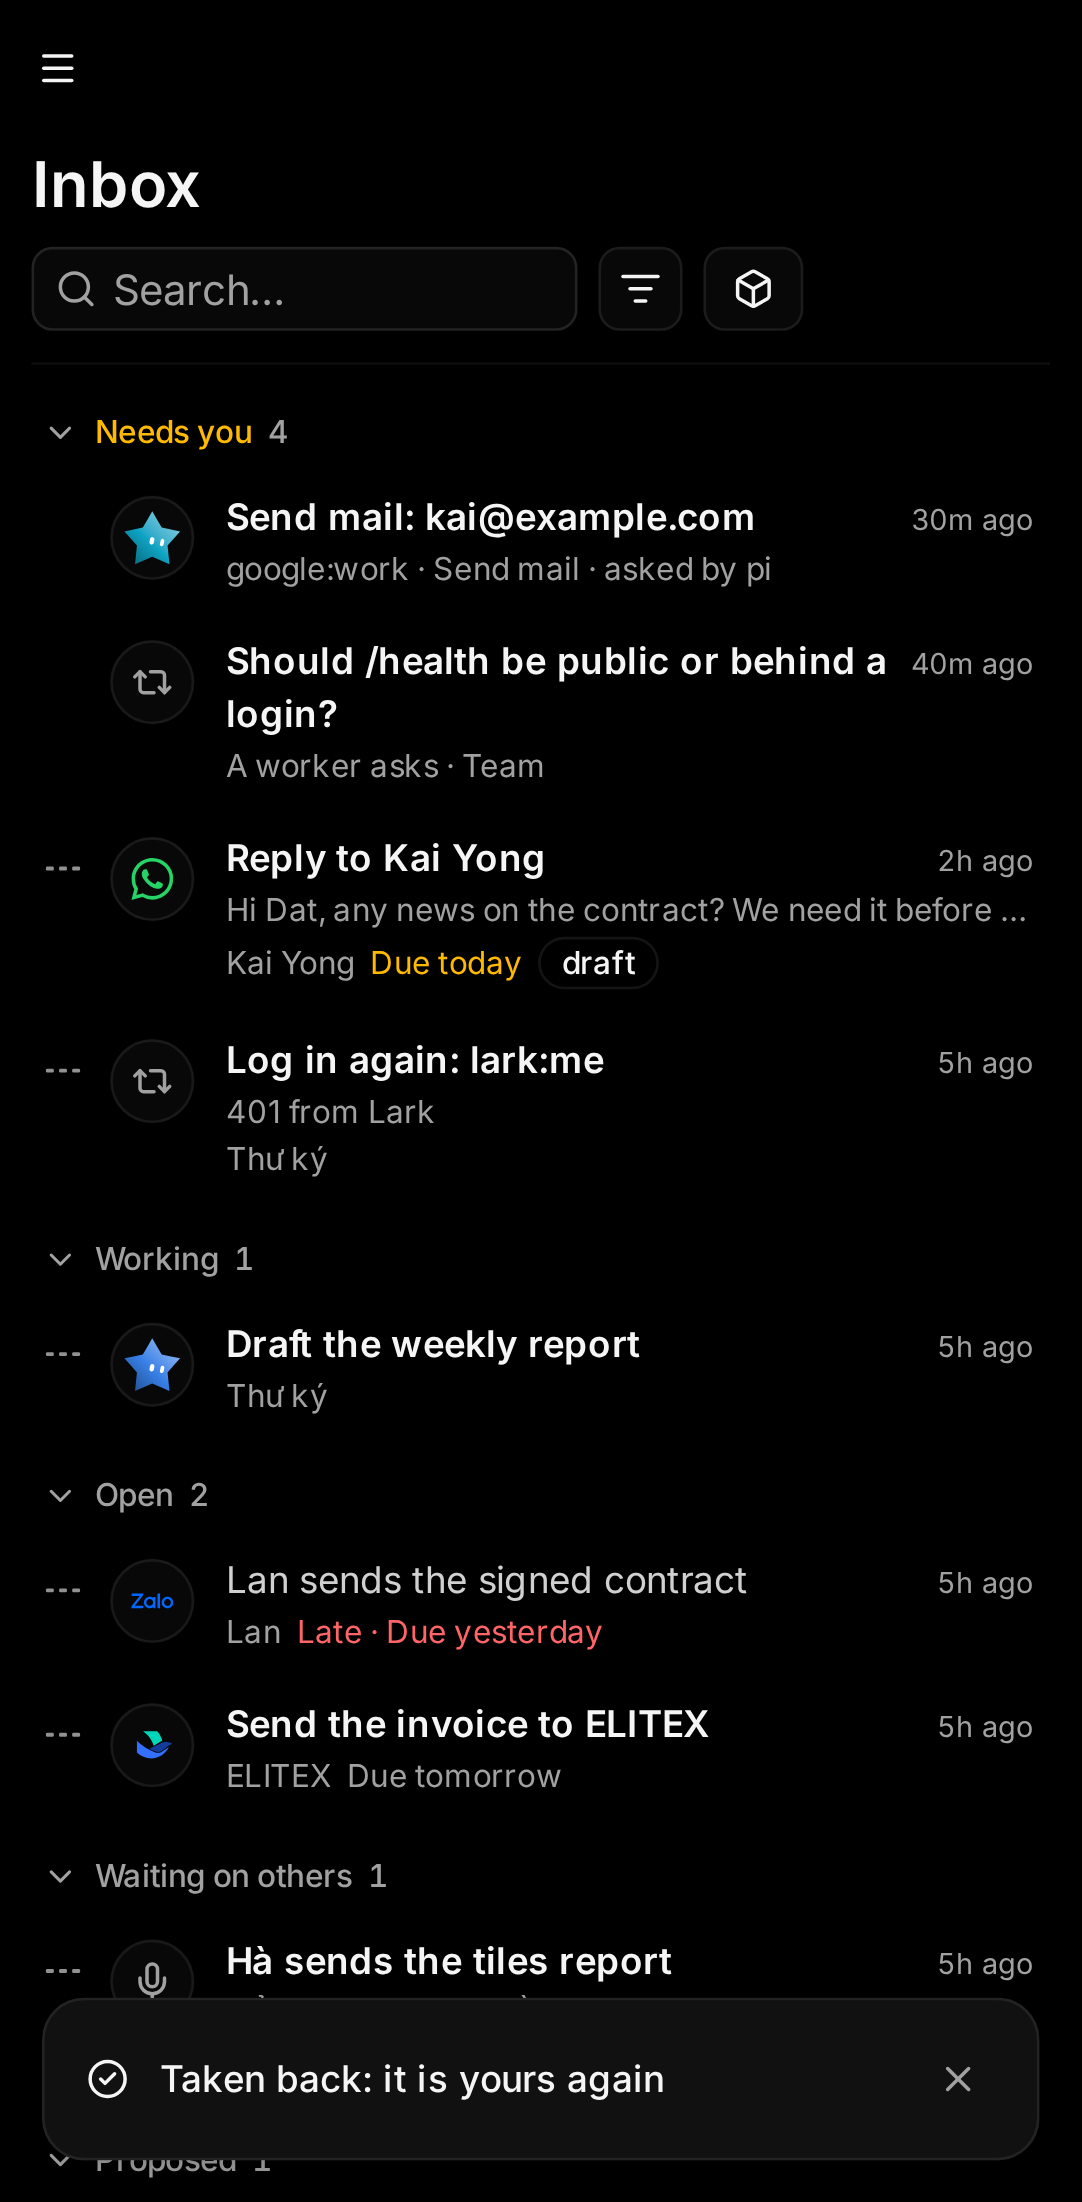 Inbox
Search...
Needs you 4
Send mail: kai@example.com 30m ago
google:work · Send mail · asked by pi
Should /health be public or behind a 40m ago
login?
A worker asks · Team
Reply to Kai Yong 2h ago
Hi Dat, any news on the contract? We need it before ...
Kai Yong Due today draft
Log in again: lark:me 5h ago
401 from Lark
Thư ký
Working 1
Draft the weekly report 5h ago
Thư ký
Open 2
Lan sends the signed contract 5h ago
Zalo
Lan Late · Due yesterday
Send the invoice to ELITEX 5h ago
ELITEX Due tomorrow
Waiting on others 1
Hà sends the tiles report 5h ago
Taken back: it is yours again
Proposed 1